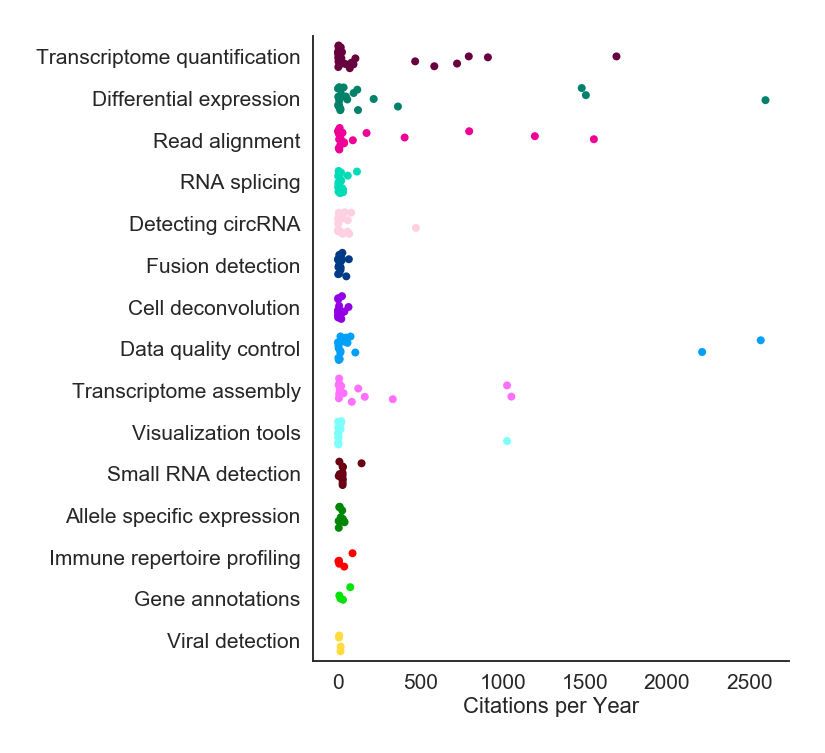 Transcriptome quantification
Differential expression
Read alignment
RNA splicing
Detecting circRNA
Fusion detection
Cell deconvolution
Data quality control
Transcriptome assembly
Visualization tools
Small RNA detection
Allele specific expression
Immune repertoire profiling
Gene annotations
Viral detection
0 500 1000 1500 2000 2500
Citations per Year